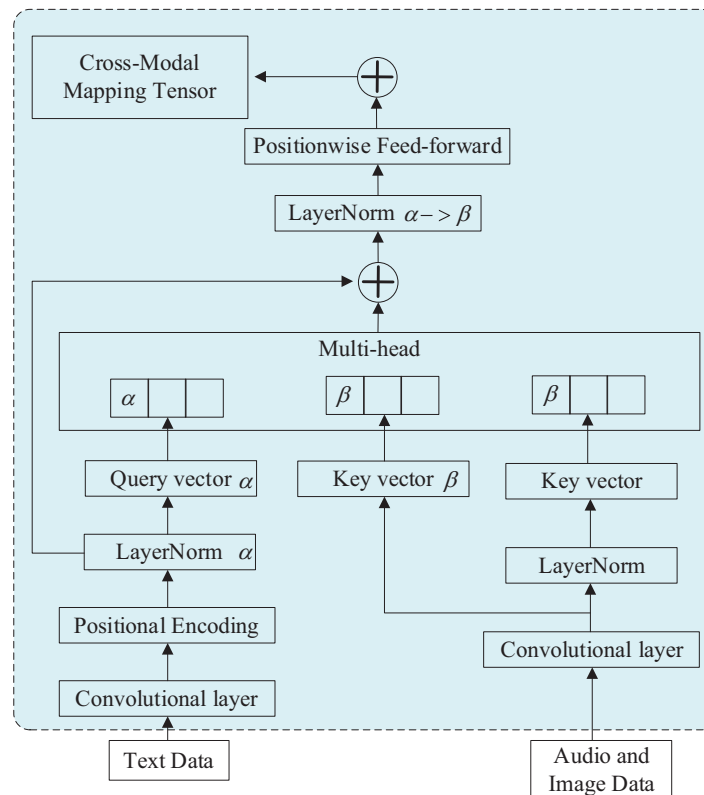 Cross-Modal
Mapping Tensor
Positionwise Feed-forward
LayerNorm α−>β
Multi-head
α
β
β
Query vector α
Key vector β
Key vector
LayerNorm α
LayerNorm
Positional Encoding
Convolutional layer
Convolutional layer
Text Data
Audio and
Image Data